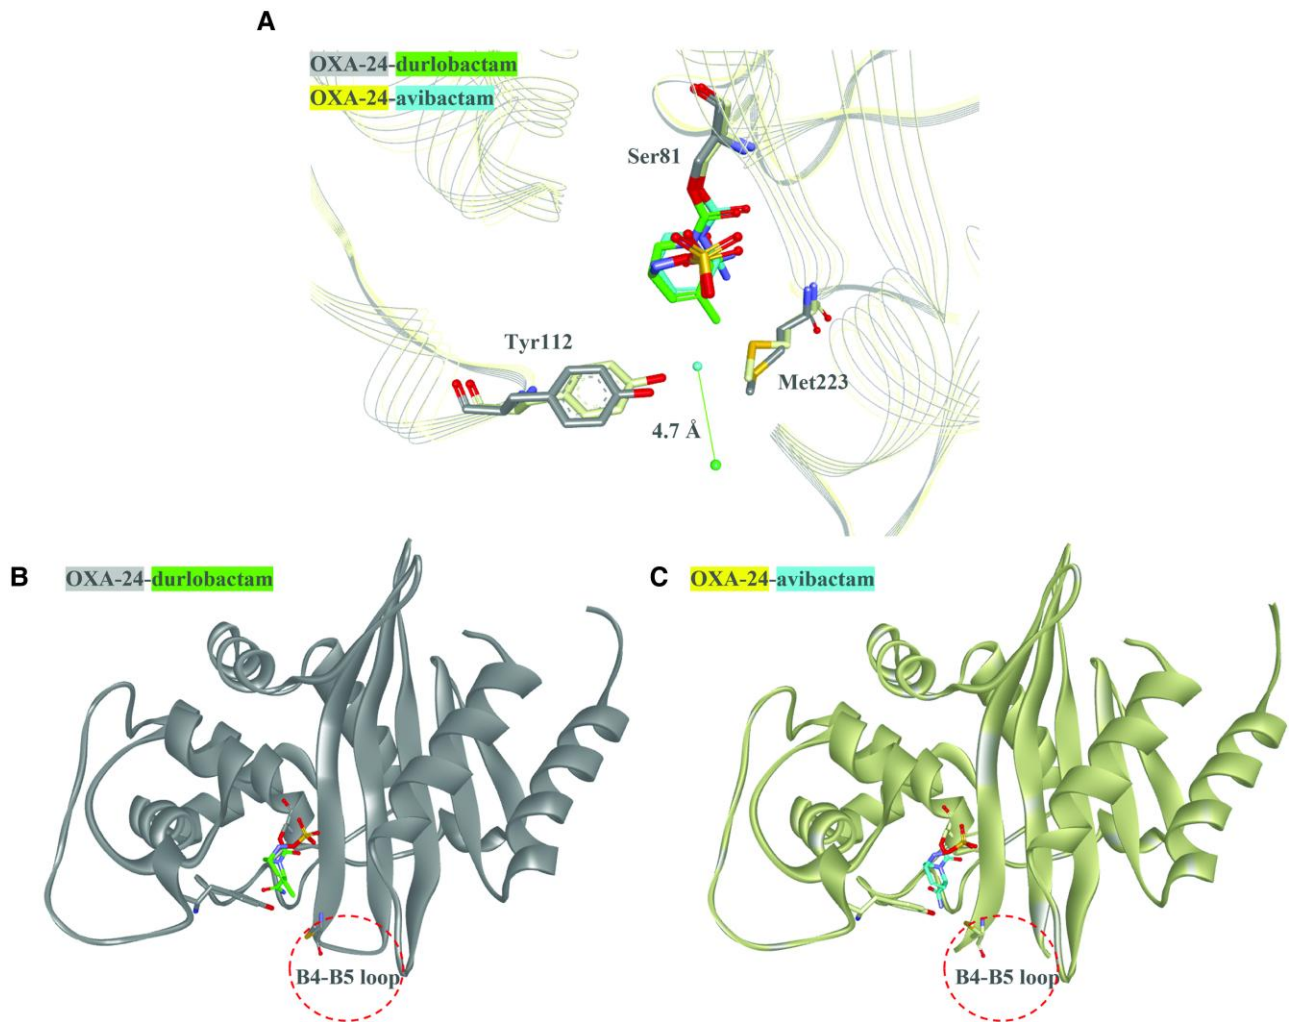 A
OXA-24-durlobactam
OXA-24-avibactam
Ser81
Tyr112
Met223
4.7 Å
B
OXA-24-durlobactam
C
OXA-24-avibactam
B4-B5 loop
B4-B5 loop